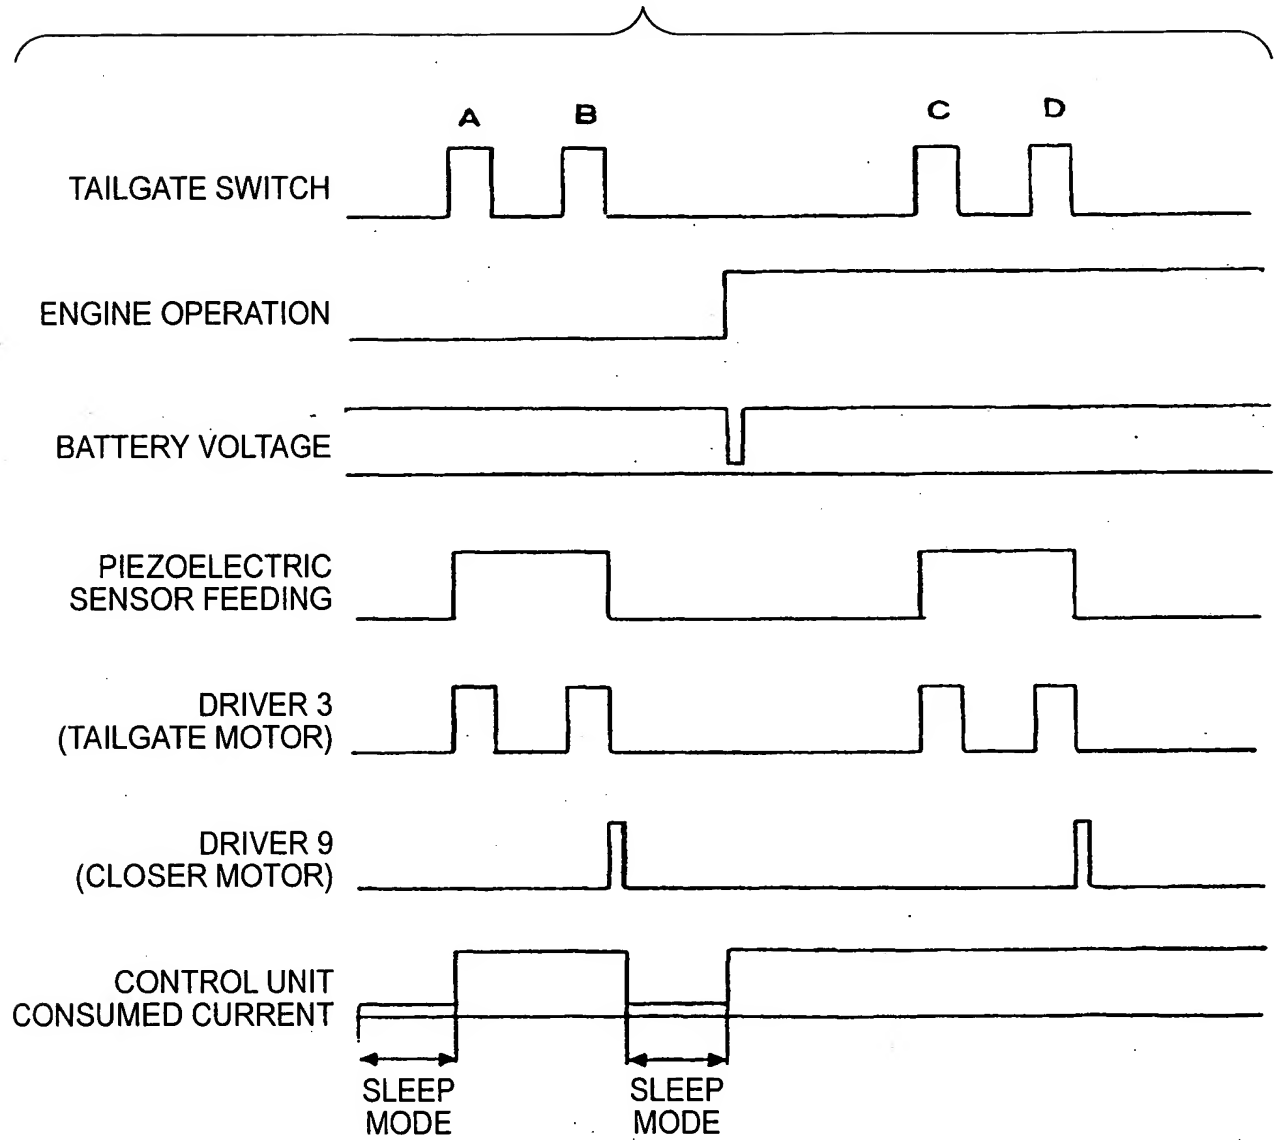 A B C D
TAILGATE SWITCH
ENGINE OPERATION
BATTERY VOLTAGE
PIEZOELECTRIC
SENSOR FEEDING
DRIVER 3
(TAILGATE MOTOR)
DRIVER 9
(CLOSER MOTOR)
CONTROL UNIT
CONSUMED CURRENT
SLEEP
MODE
SLEEP
MODE